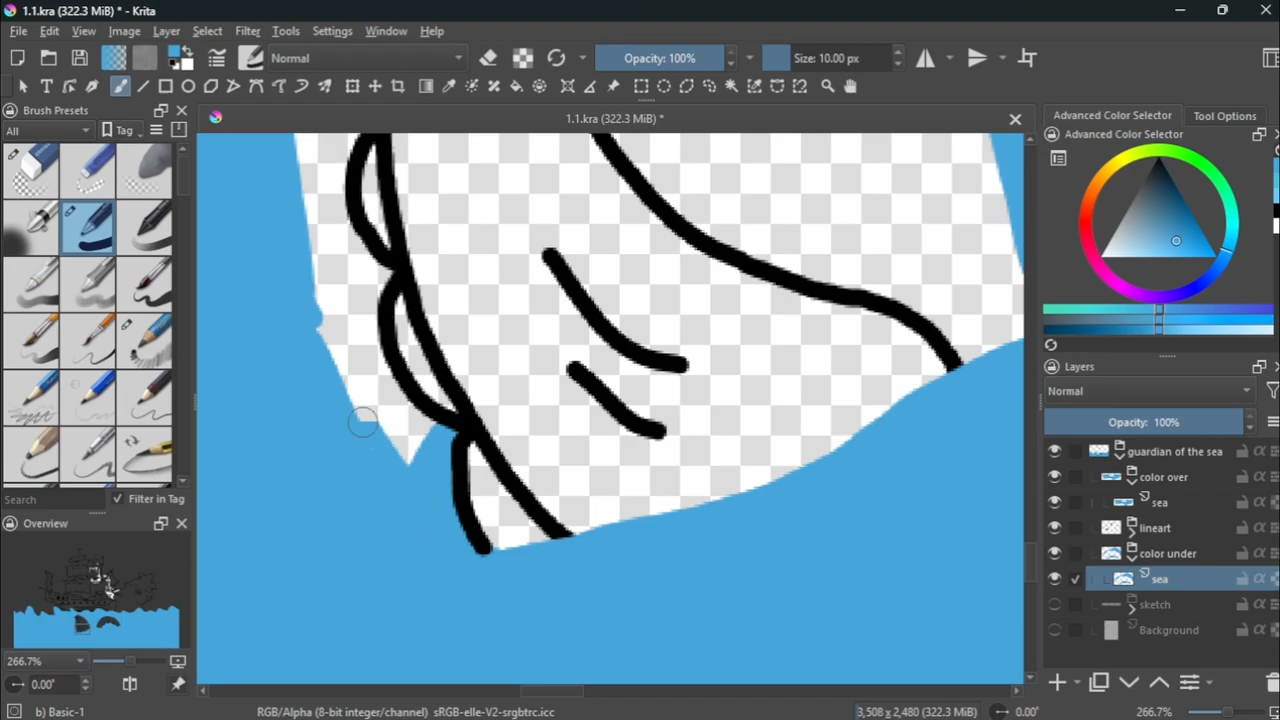 1.1.kra (322.3 MiB) * - Krita
File Edit View Image Layer Select Filter Tools Settings Window Help
Normal Opacity: 100% Size: 10.00 px
Brush Presets
All Tag
Search Filter in Tag
Overview
266.7%
0.00°
1.1.kra (322.3 MiB) *
Advanced Color Selector Tool Options
Advanced Color Selector
Layers
Normal
Opacity: 100%
guardian of the sea
color over
sea
lineart
color under
sea
sketch
Background
b) Basic-1 RGB/Alpha (8-bit integer/channel) sRGB-elle-V2-srgbtrc.icc 3,508 x 2,480 (322.3 MiB) 0.00° 266.7%